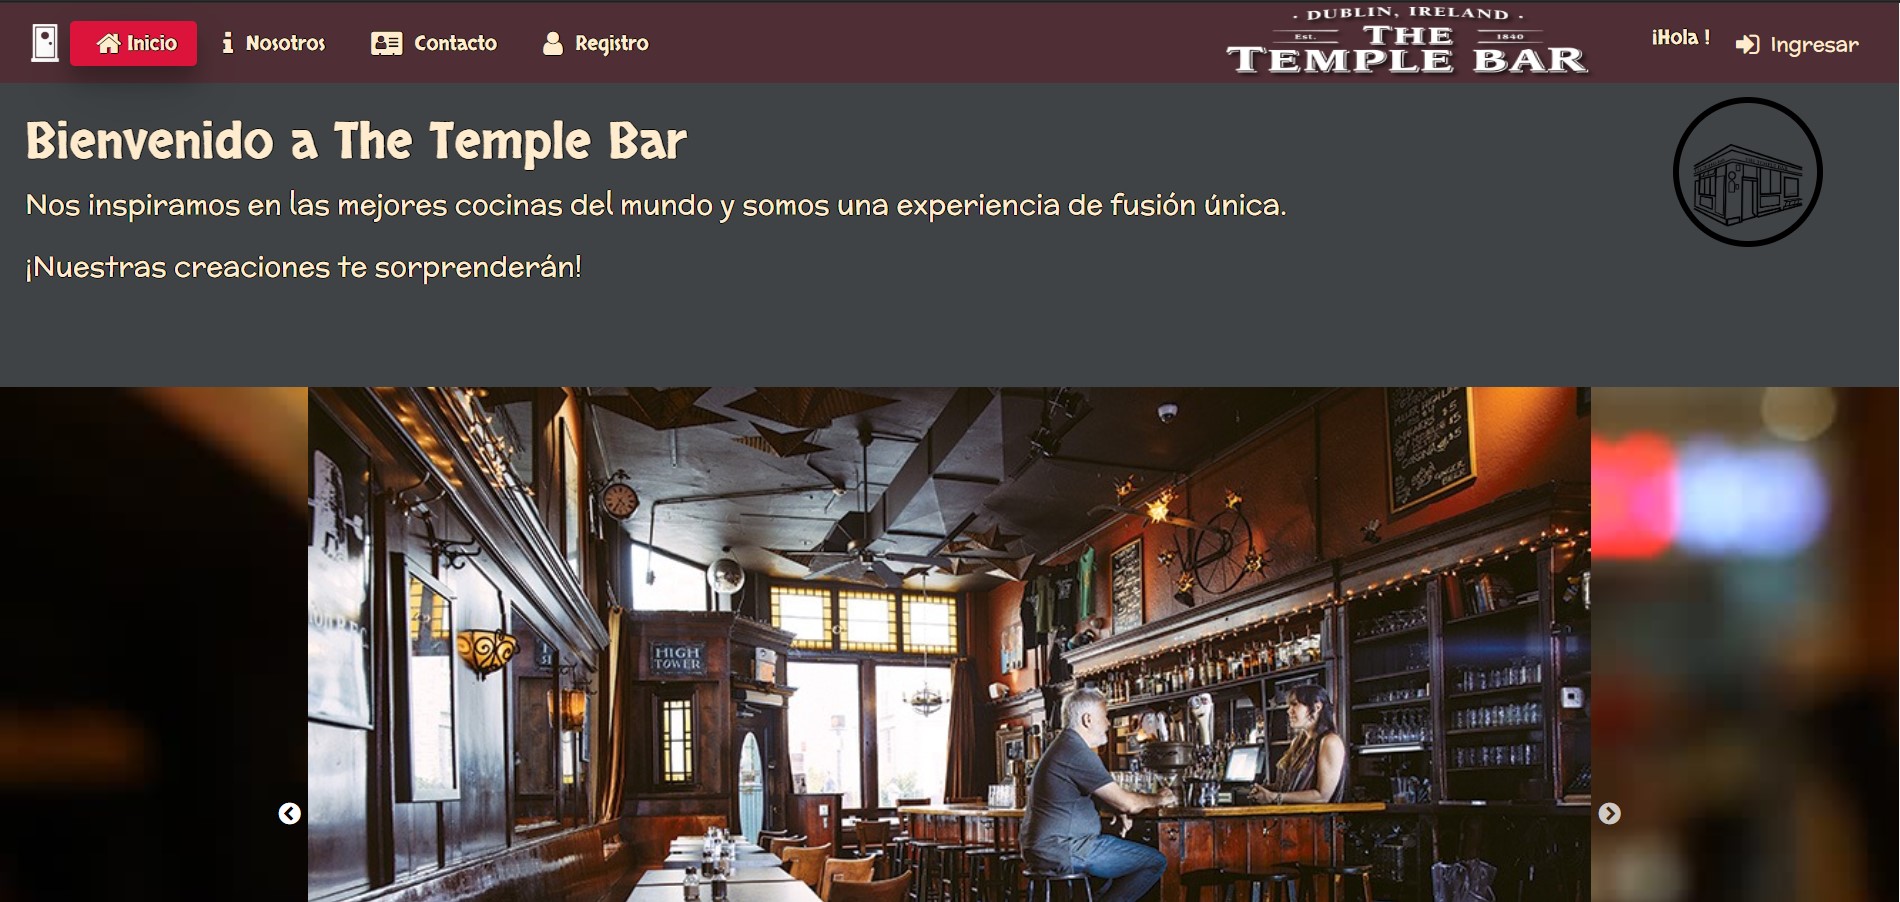 Inicio
Nosotros
Contacto
Registro
· DUBLIN, IRELAND ·
Est. THE 1840
TEMPLE BAR
¡Hola !
Ingresar
Bienvenido a The Temple Bar
Nos inspiramos en las mejores cocinas del mundo y somos una experiencia de fusión única.
¡Nuestras creaciones te sorprenderán!
HIGH
TOWER